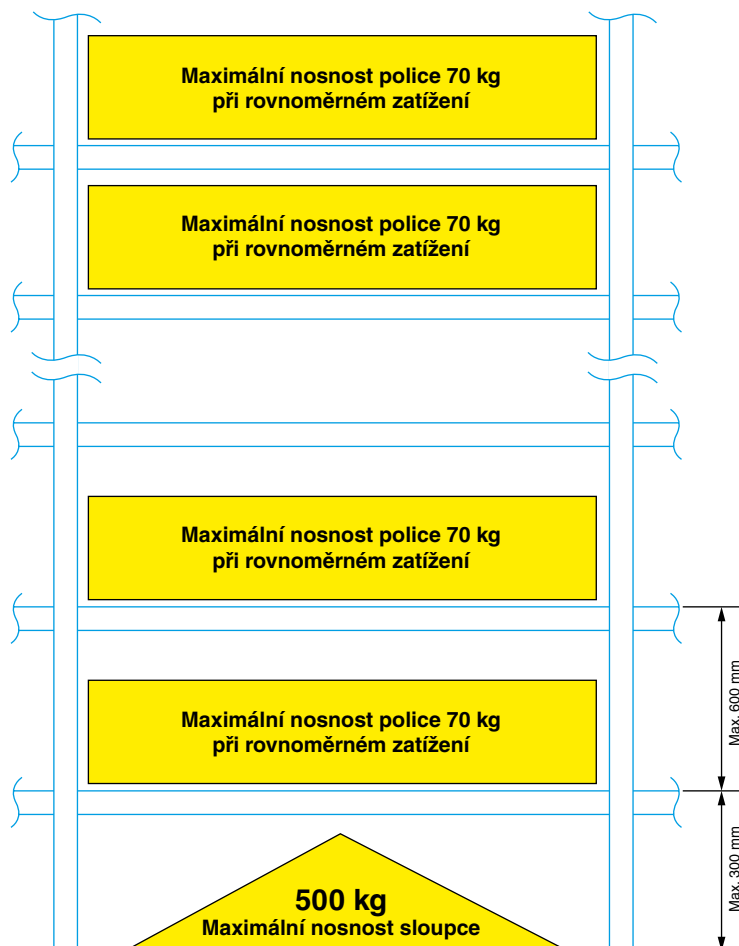 Maximální nosnost police 70 kg
při rovnoměrném zatížení
Maximální nosnost police 70 kg
při rovnoměrném zatížení
Maximální nosnost police 70 kg
při rovnoměrném zatížení
Max. 600 mm
Maximální nosnost police 70 kg
při rovnoměrném zatížení
Max. 300 mm
500 kg
Maximální nosnost sloupce